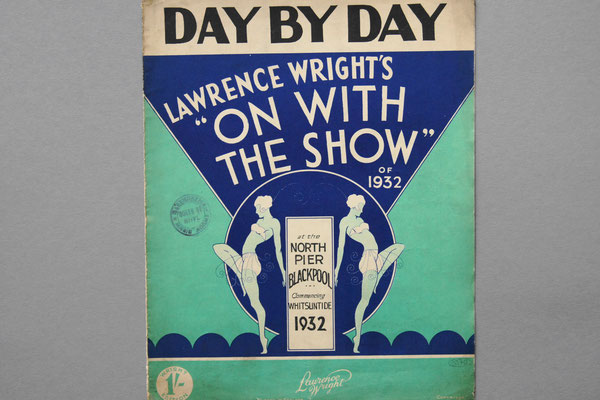 DAY BY DAY
LAWRENCE WRIGHT'S
"ON WITH
THE SHOW"
OF
1932
at the
NORTH
PIER
BLACKPOOL
Commencing
WHITSUNTIDE
1932
1/-
Lawrence
Wright